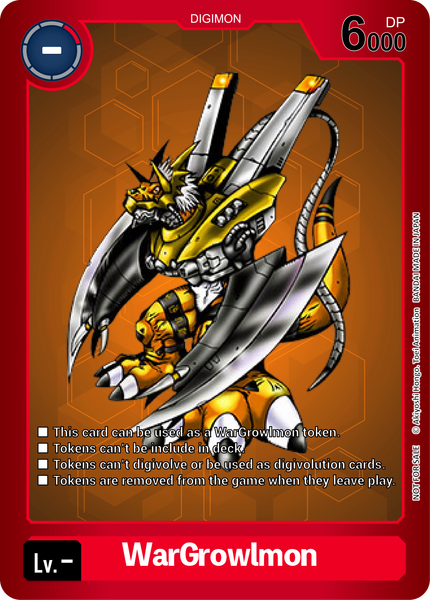 DIGIMON
DP
6000
-
■ This card can be used as a WarGrowlmon token.
■ Tokens can't be include in deck.
■ Tokens can't digivolve or be used as digivolution cards.
■ Tokens are removed from the game when they leave play.
NOT FOR SALE © Akiyoshi Hongo, Toei Animation BANDAI MADE IN JAPAN
Lv.-
WarGrowlmon